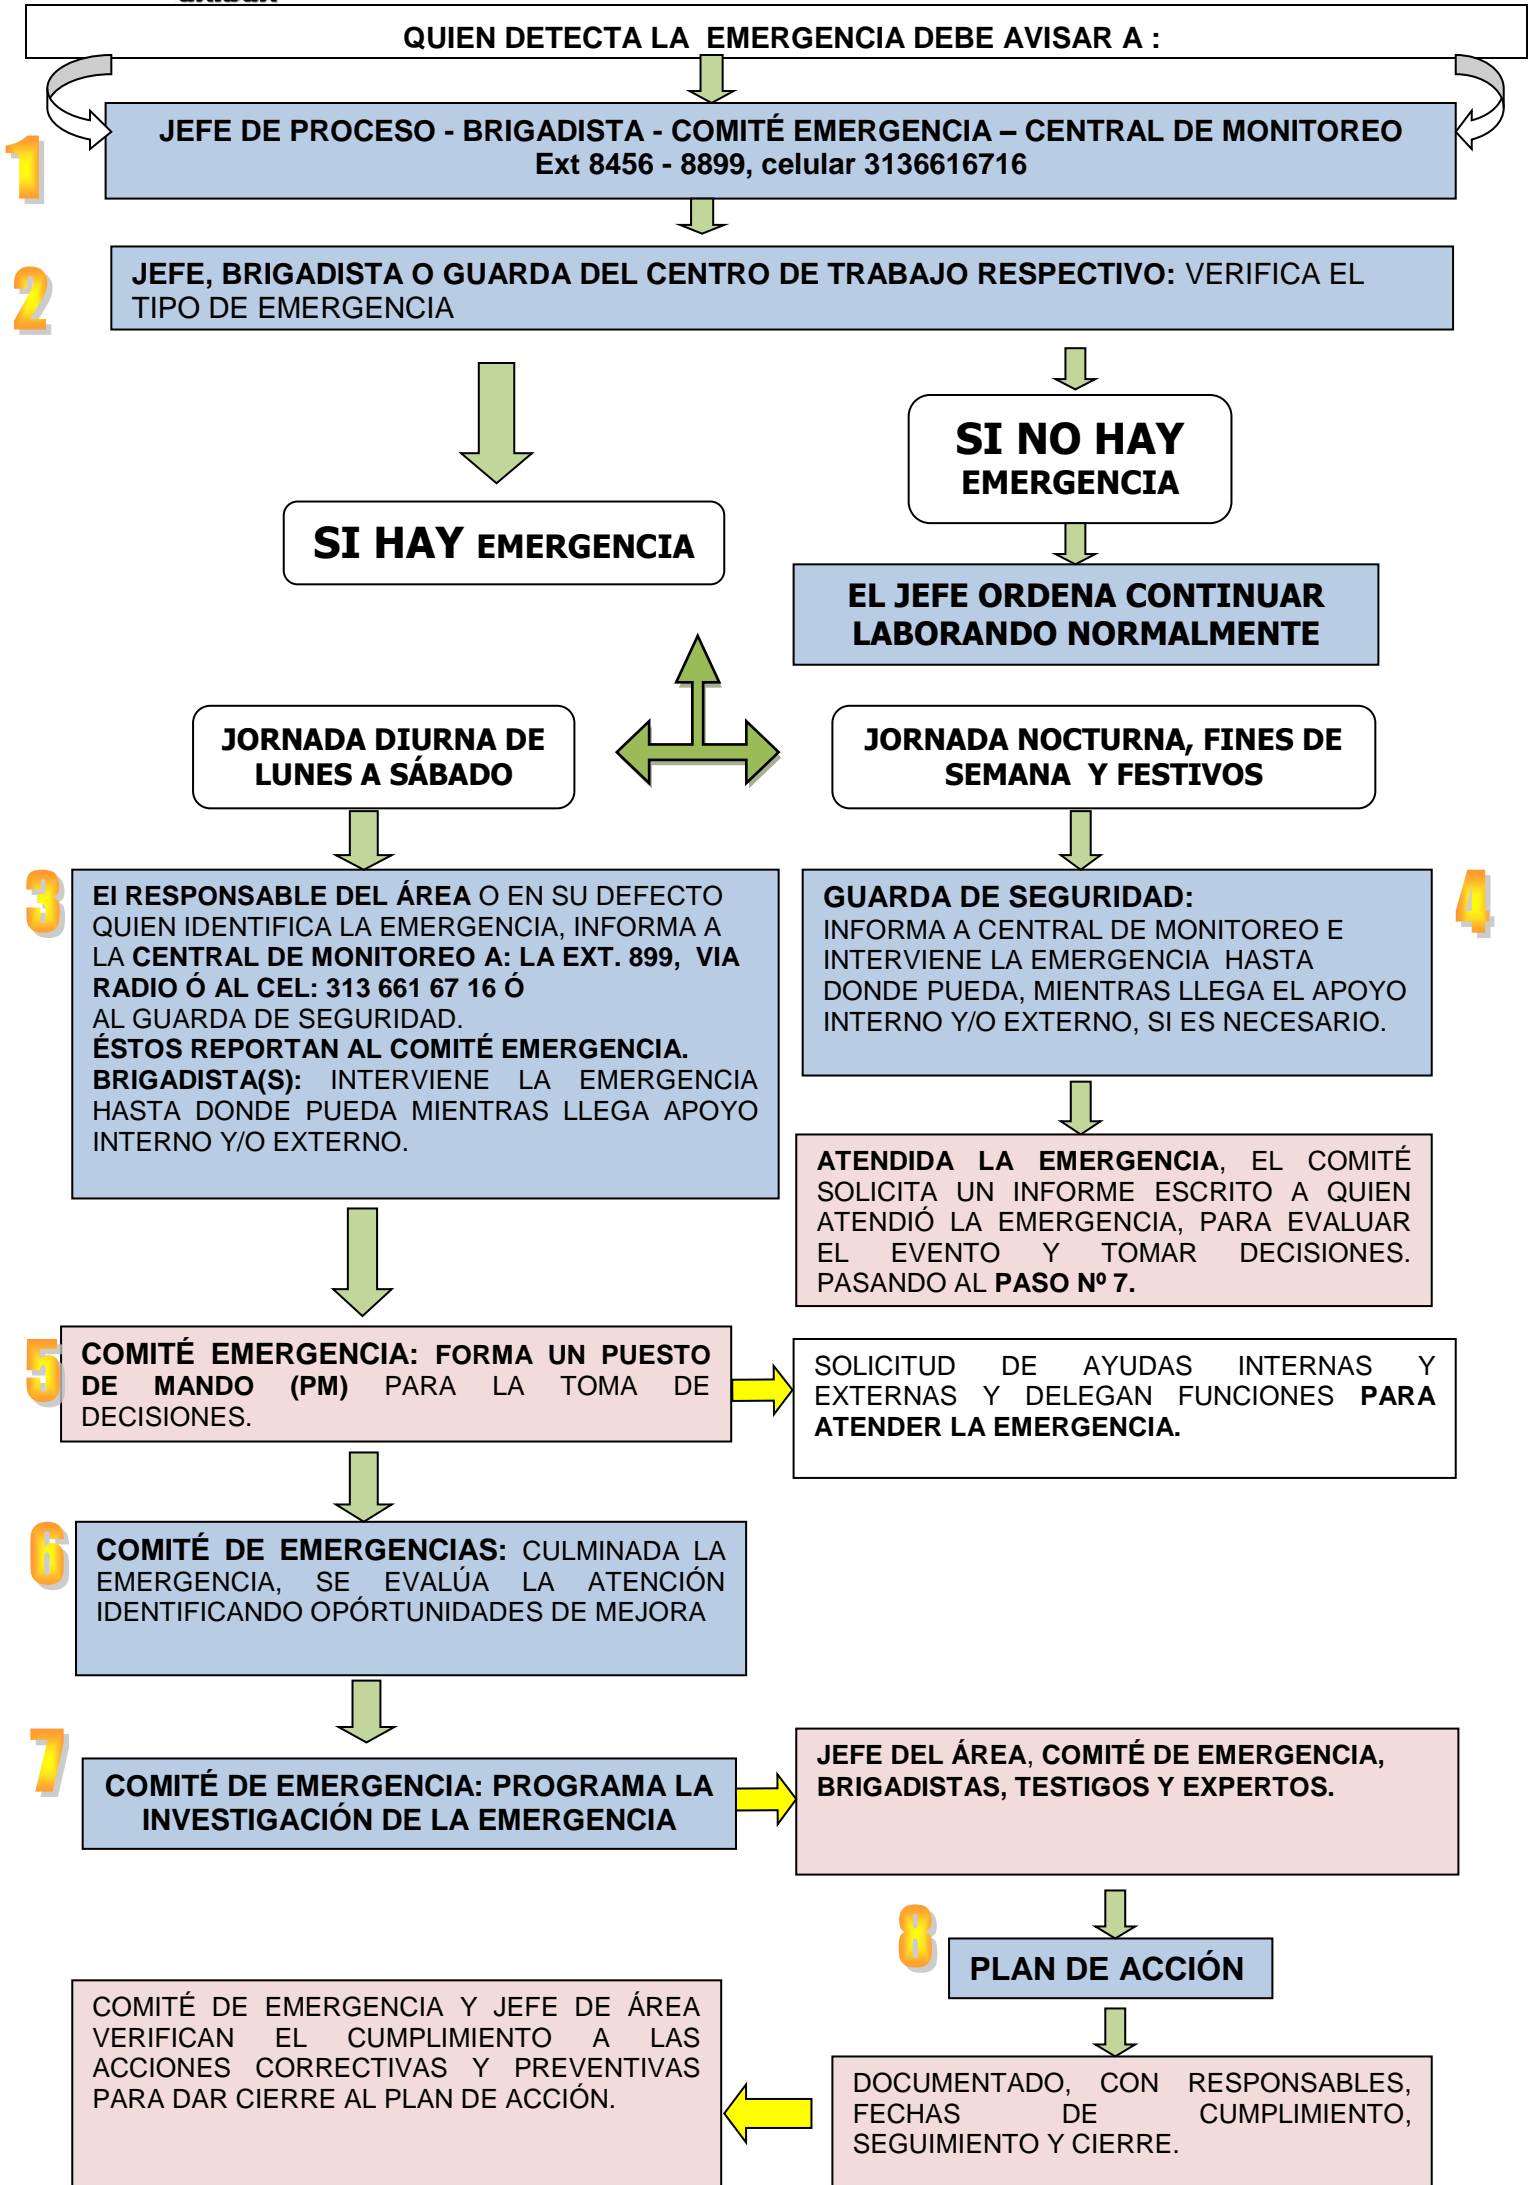 QUIEN DETECTA LA EMERGENCIA DEBE AVISAR A :
1
JEFE DE PROCESO - BRIGADISTA - COMITÉ EMERGENCIA – CENTRAL DE MONITOREO
Ext 8456 - 8899, celular 3136616716
2
JEFE, BRIGADISTA O GUARDA DEL CENTRO DE TRABAJO RESPECTIVO: VERIFICA EL
TIPO DE EMERGENCIA
SI NO HAY
EMERGENCIA
SI HAY EMERGENCIA
EL JEFE ORDENA CONTINUAR
LABORANDO NORMALMENTE
JORNADA DIURNA DE
LUNES A SÁBADO
JORNADA NOCTURNA, FINES DE
SEMANA Y FESTIVOS
3
El RESPONSABLE DEL ÁREA O EN SU DEFECTO
QUIEN IDENTIFICA LA EMERGENCIA, INFORMA A
LA CENTRAL DE MONITOREO A: LA EXT. 899, VIA
RADIO Ó AL CEL: 313 661 67 16 Ó
AL GUARDA DE SEGURIDAD.
ÉSTOS REPORTAN AL COMITÉ EMERGENCIA.
BRIGADISTA(S): INTERVIENE LA EMERGENCIA
HASTA DONDE PUEDA MIENTRAS LLEGA APOYO
INTERNO Y/O EXTERNO.
4
GUARDA DE SEGURIDAD:
INFORMA A CENTRAL DE MONITOREO E
INTERVIENE LA EMERGENCIA HASTA
DONDE PUEDA, MIENTRAS LLEGA EL APOYO
INTERNO Y/O EXTERNO, SI ES NECESARIO.
ATENDIDA LA EMERGENCIA, EL COMITÉ
SOLICITA UN INFORME ESCRITO A QUIEN
ATENDIÓ LA EMERGENCIA, PARA EVALUAR
EL EVENTO Y TOMAR DECISIONES.
PASANDO AL PASO Nº 7.
5
COMITÉ EMERGENCIA: FORMA UN PUESTO
DE MANDO (PM) PARA LA TOMA DE
DECISIONES.
SOLICITUD DE AYUDAS INTERNAS Y
EXTERNAS Y DELEGAN FUNCIONES PARA
ATENDER LA EMERGENCIA.
6
COMITÉ DE EMERGENCIAS: CULMINADA LA
EMERGENCIA, SE EVALÚA LA ATENCIÓN
IDENTIFICANDO OPÓRTUNIDADES DE MEJORA
7
COMITÉ DE EMERGENCIA: PROGRAMA LA
INVESTIGACIÓN DE LA EMERGENCIA
JEFE DEL ÁREA, COMITÉ DE EMERGENCIA,
BRIGADISTAS, TESTIGOS Y EXPERTOS.
8
PLAN DE ACCIÓN
COMITÉ DE EMERGENCIA Y JEFE DE ÁREA
VERIFICAN EL CUMPLIMIENTO A LAS
ACCIONES CORRECTIVAS Y PREVENTIVAS
PARA DAR CIERRE AL PLAN DE ACCIÓN.
DOCUMENTADO, CON RESPONSABLES,
FECHAS DE CUMPLIMIENTO,
SEGUIMIENTO Y CIERRE.